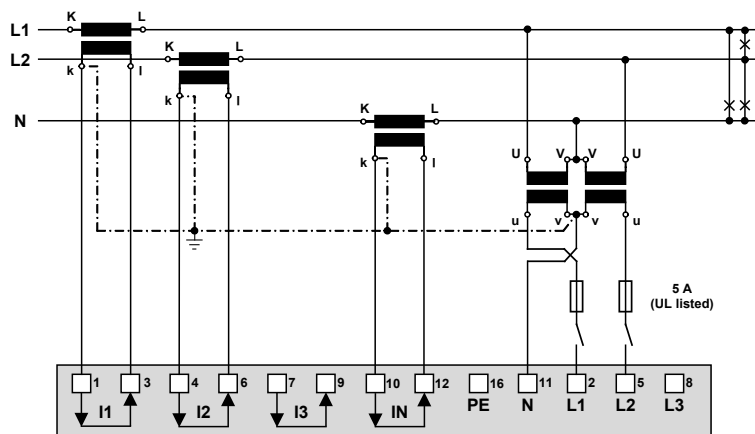 L1 K L
L2 K L
k l
k l
N K L
k l
U V V U
u v v u
5 A
(UL listed)
1 3 4 6 7 9 10 12 16 11 2 5 8
I1 I2 I3 IN PE N L1 L2 L3